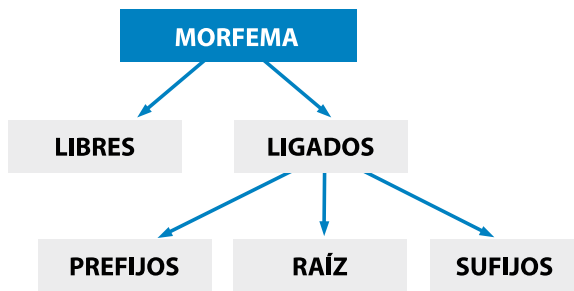 MORFEMA
LIBRES
LIGADOS
PREFIJOS
RAÍZ
SUFIJOS